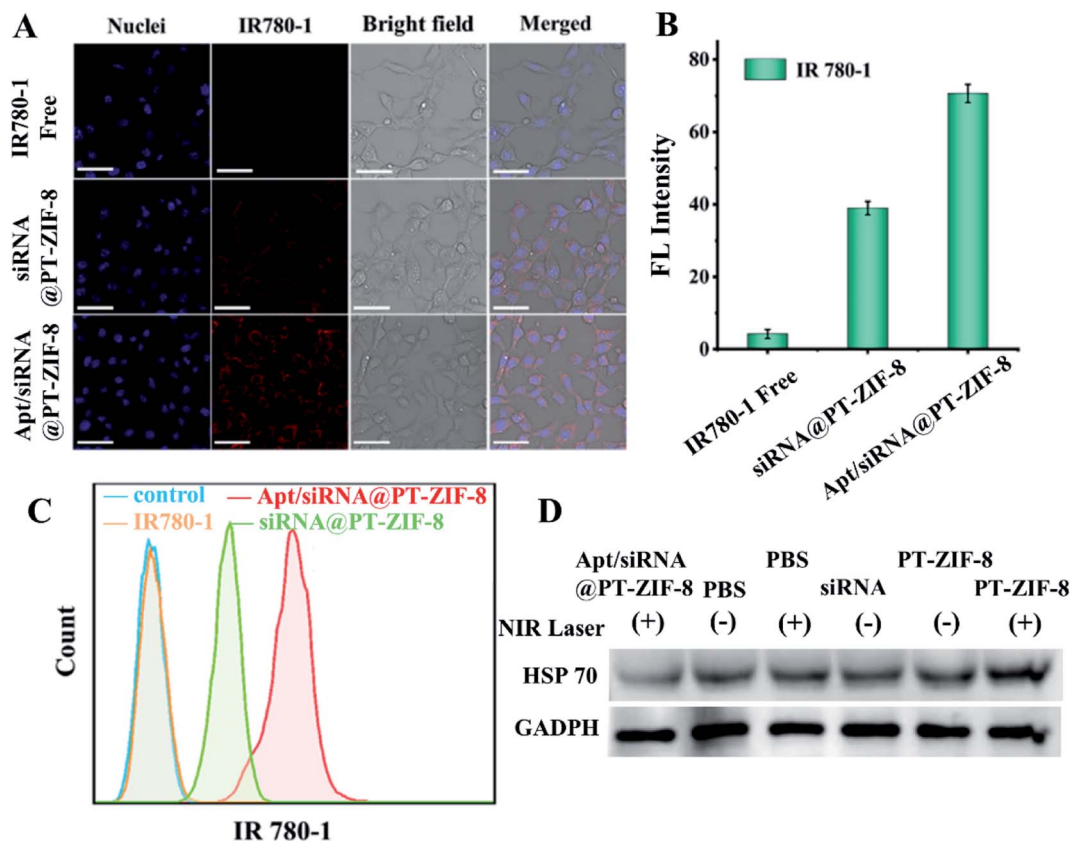 A
Nuclei
IR780-1
Bright field
Merged
IR780-1
Free
siRNA
@PT-ZIF-8
Apt/siRNA
@PT-ZIF-8
B
80
60
40
20
0
FL Intensity
IR 780-1
IR780-1 Free
siRNA@PT-ZIF-8
Apt/siRNA@PT-ZIF-8
C
control
Apt/siRNA@PT-ZIF-8
IR780-1
siRNA@PT-ZIF-8
Count
IR 780-1
D
Apt/siRNA
@PT-ZIF-8
PBS
PBS
siRNA
PT-ZIF-8
PT-ZIF-8
NIR Laser (+) (-) (+) (-) (-) (+)
HSP 70
GADPH